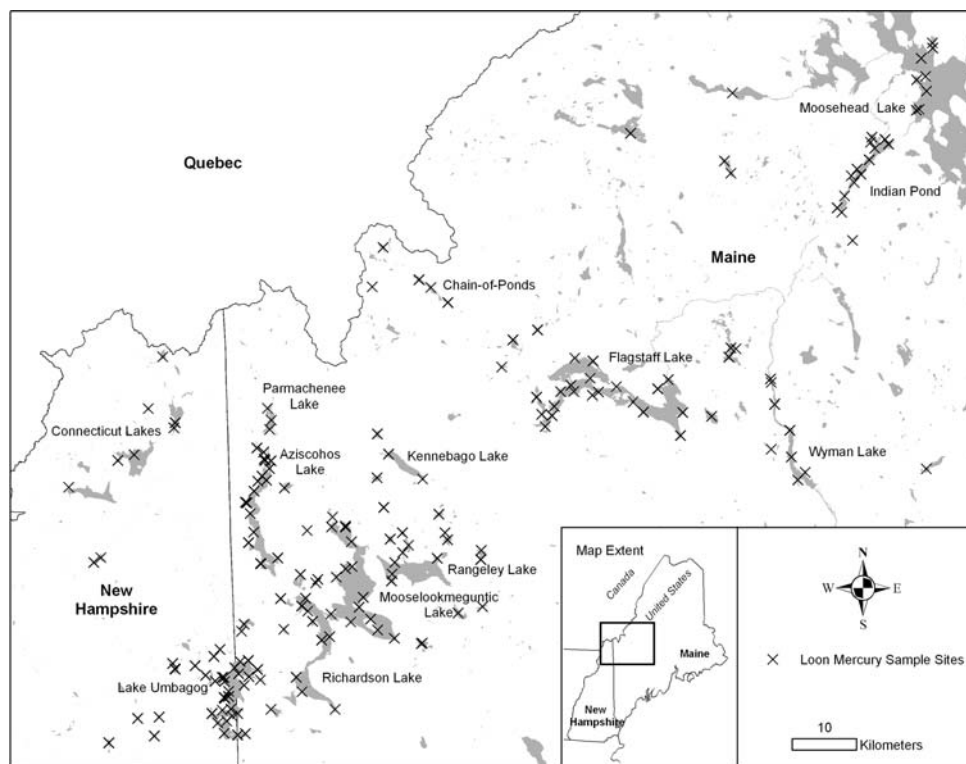 Moosehead Lake
Quebec
Indian Pond
Maine
Chain-of-Ponds
Flagstaff Lake
Parmachenee
Lake
Connecticut Lakes
Aziscohos
Lake
Kennebago Lake
Wyman Lake
New
Hampshire
Rangeley Lake
Mooselookmeguntic
Lake
Lake Umbagog
Richardson Lake
Map Extent
Canada
United States
Maine
New
Hampshire
N
W E
S
Loon Mercury Sample Sites
10
Kilometers